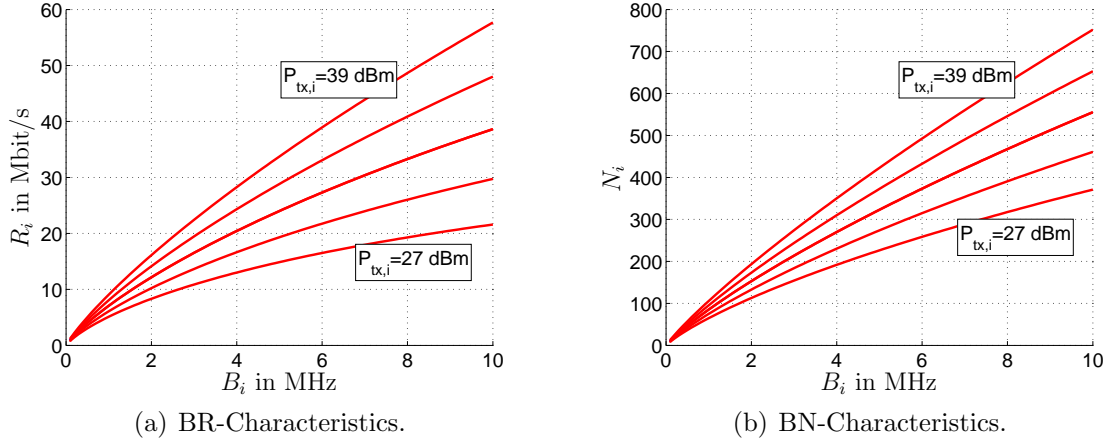 60
50
40
30
20
10
0
0 2 4 6 8 10
R_i in Mbit/s
B_i in MHz
P_tx,i=39 dBm
P_tx,i=27 dBm
(a) BR-Characteristics.
800
700
600
500
400
300
200
100
0
0 2 4 6 8 10
N_i
B_i in MHz
P_tx,i=39 dBm
P_tx,i=27 dBm
(b) BN-Characteristics.